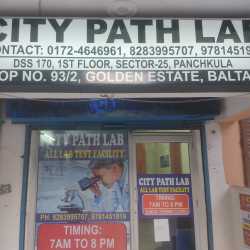 CITY PATH LAB
CONTACT: 0172-4646961, 8283995707, 97814519
DSS 170, 1ST FLOOR, SECTOR-25, PANCHKULA
OP NO. 93/2, GOLDEN ESTATE, BALTA
CITY PATH LAB
ALL LAB TEST FACILITY
PH: 8283995707, 9781451919
TIMING:
7AM TO 8 PM
CITY PATH LAB
ALL LAB TEST FACILITY
TIMING:
7AM TO 8 PM